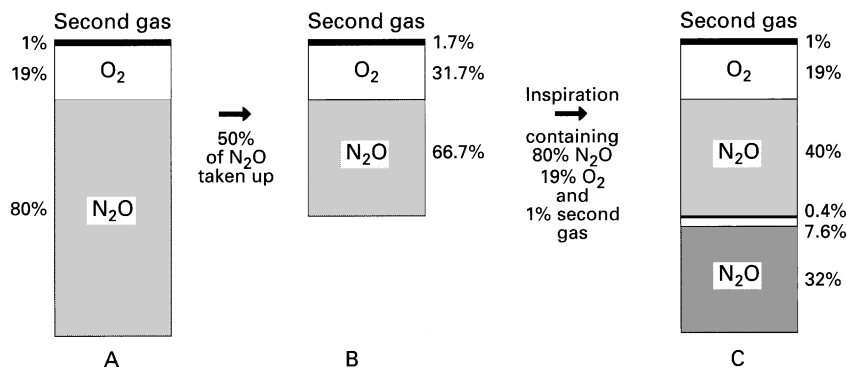 Second gas
1%
19%
O₂
80%
N₂O
A
50%
of N₂O
taken up
Second gas
1.7%
O₂
31.7%
N₂O
66.7%
B
Inspiration
containing
80% N₂O
19% O₂
and
1% second
gas
Second gas
1%
O₂
19%
N₂O
40%
0.4%
7.6%
N₂O
32%
C